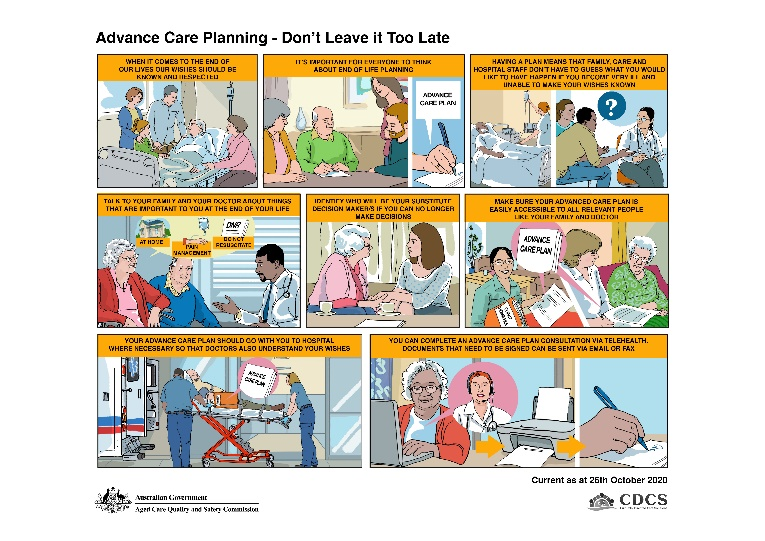 Advance Care Planning - Don't Leave it Too Late
WHEN IT COMES TO THE END OF
OUR LIVES OUR WISHES SHOULD BE
KNOWN AND RESPECTED
IT'S IMPORTANT FOR EVERYONE TO THINK
ABOUT END OF LIFE PLANNING
ADVANCE
CARE PLAN
HAVING A PLAN MEANS THAT FAMILY, CARE AND
HOSPITAL STAFF DON'T HAVE TO GUESS WHAT YOU WOULD
LIKE TO HAVE HAPPEN IF YOU BECOME VERY ILL AND
UNABLE TO MAKE YOUR WISHES KNOWN
?
TALK TO YOUR FAMILY AND YOUR DOCTOR ABOUT THINGS
THAT ARE IMPORTANT TO YOU AT THE END OF YOUR LIFE
AT HOME
PAIN
MANAGEMENT
DNR
DO NOT
RESUSCITATE
IDENTIFY WHO WILL BE YOUR SUBSTITUTE
DECISION MAKER/S IF YOU CAN NO LONGER
MAKE DECISIONS
MAKE SURE YOUR ADVANCED CARE PLAN IS
EASILY ACCESSIBLE TO ALL RELEVANT PEOPLE
LIKE YOUR FAMILY AND DOCTOR
ADVANCE
CARE PLAN
YOUR ADVANCE CARE PLAN SHOULD GO WITH YOU TO HOSPITAL
WHERE NECESSARY SO THAT DOCTORS ALSO UNDERSTAND YOUR WISHES
ADVANCE
CARE PLAN
YOU CAN COMPLETE AN ADVANCE CARE PLAN CONSULTATION VIA TELEHEALTH.
DOCUMENTS THAT NEED TO BE SIGNED CAN BE SENT VIA EMAIL OR FAX
Current as at 26th October 2020
Australian Government
Aged Care Quality and Safety Commission
CDCS